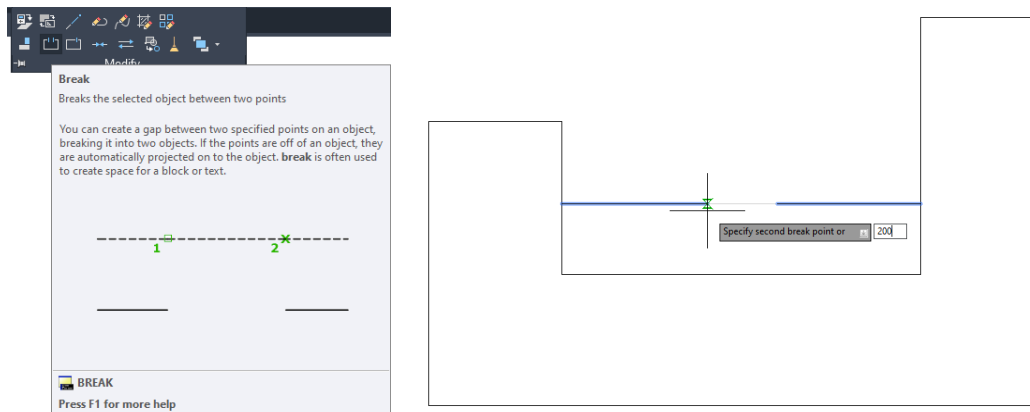 Modify
Break
Breaks the selected object between two points
You can create a gap between two specified points on an object,
breaking it into two objects. If the points are off of an object, they
are automatically projected on to the object. break is often used
to create space for a block or text.
1
2
BREAK
Press F1 for more help
Specify second break point or
200